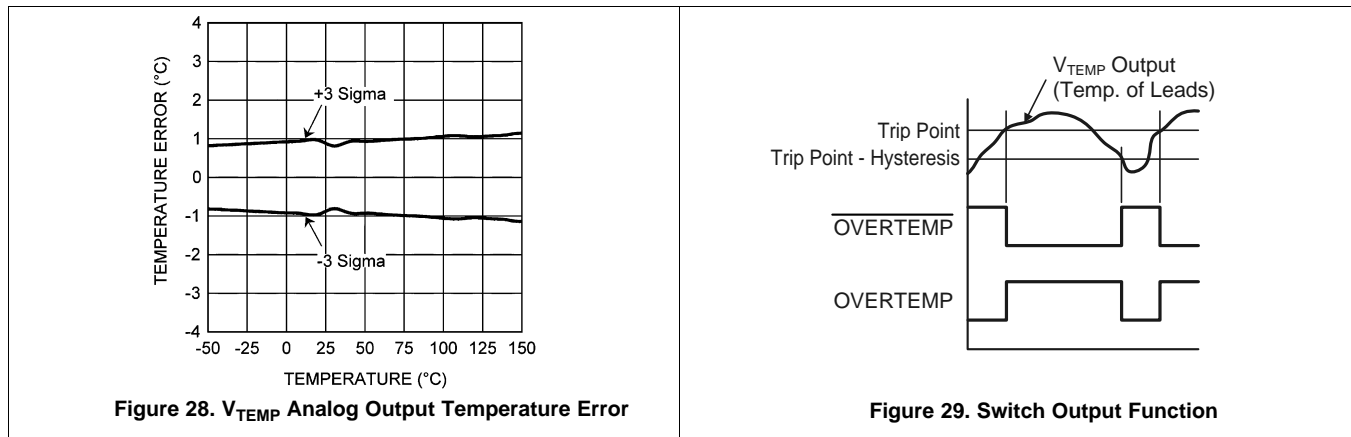 4
3
2
1
0
-1
-2
-3
-4
TEMPERATURE ERROR (°C)
+3 Sigma
-3 Sigma
-50 -25 0 25 50 75 100 125 150
TEMPERATURE (°C)
Figure 28. VTEMP Analog Output Temperature Error
VTEMP Output
(Temp. of Leads)
Trip Point
Trip Point - Hysteresis
OVERTEMP
OVERTEMP
Figure 29. Switch Output Function